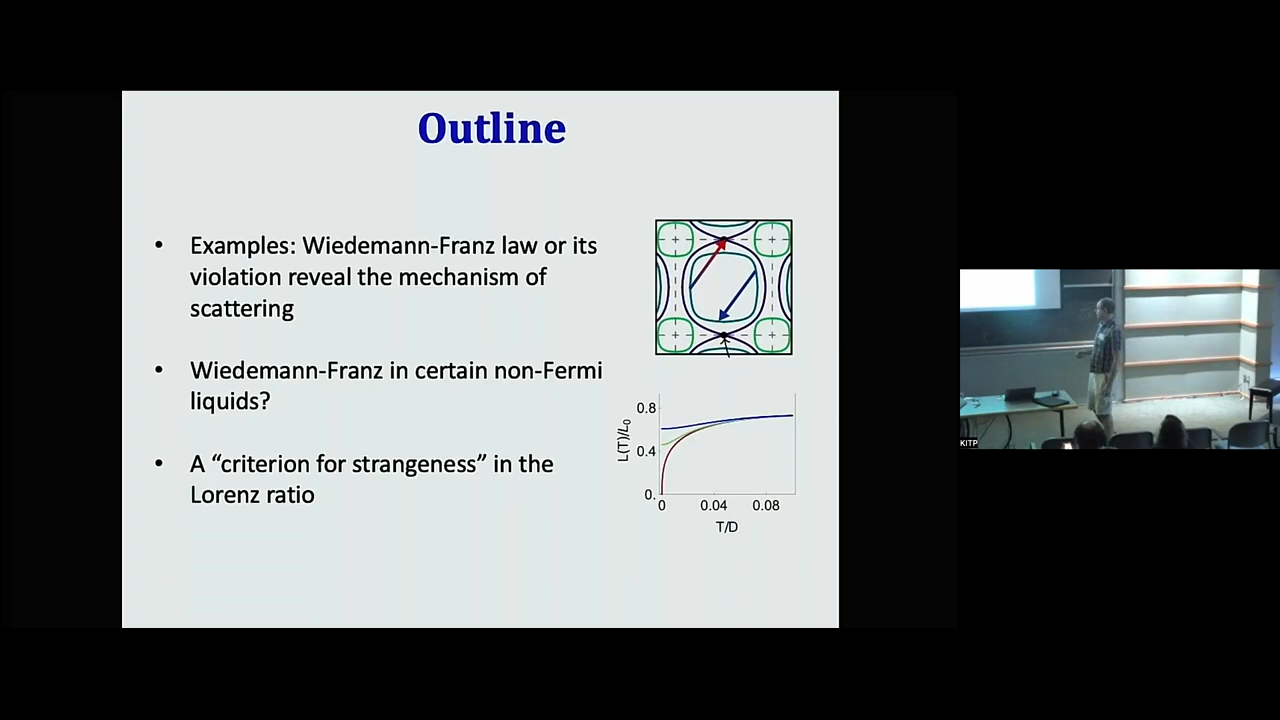 Outline
• Examples: Wiedemann-Franz law or its
violation reveal the mechanism of
scattering
• Wiedemann-Franz in certain non-Fermi
liquids?
• A “criterion for strangeness” in the
Lorenz ratio
L(T)/L0
0.8
0.4
0.
0 0.04 0.08
T/D
KITP